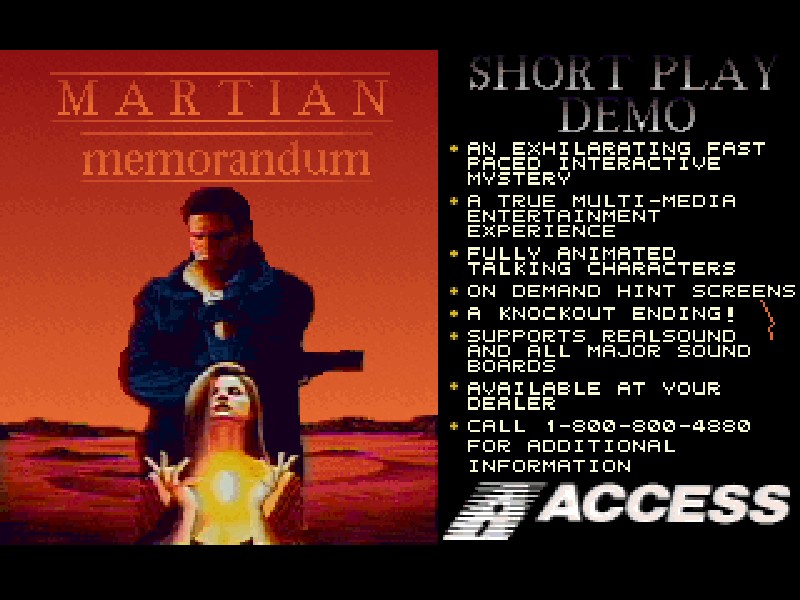 MARTIAN
memorandum
SHORT PLAY
DEMO
AN EXHILARATING FAST
PACED INTERACTIVE
MYSTERY
A TRUE MULTI-MEDIA
ENTERTAINMENT
EXPERIENCE
FULLY ANIMATED
TALKING CHARACTERS
ON DEMAND HINT SCREENS
A KNOCKOUT ENDING!
SUPPORTS REALSOUND
AND ALL MAJOR SOUND
BOARDS
AVAILABLE AT YOUR
DEALER
CALL 1-800-800-4880
FOR ADDITIONAL
INFORMATION
ACCESS